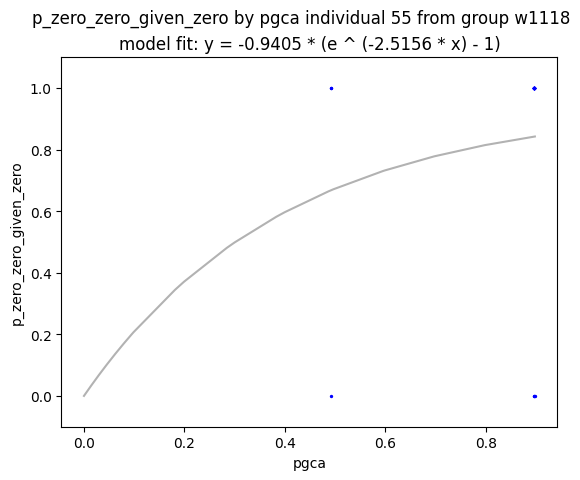 p_zero_zero_given_zero by pgca individual 55 from group w1118
model fit: y = -0.9405 * (e ^ (-2.5156 * x) - 1)
1.0
0.8
0.6
0.4
0.2
0.0
p_zero_zero_given_zero
0.0 0.2 0.4 0.6 0.8
pgca